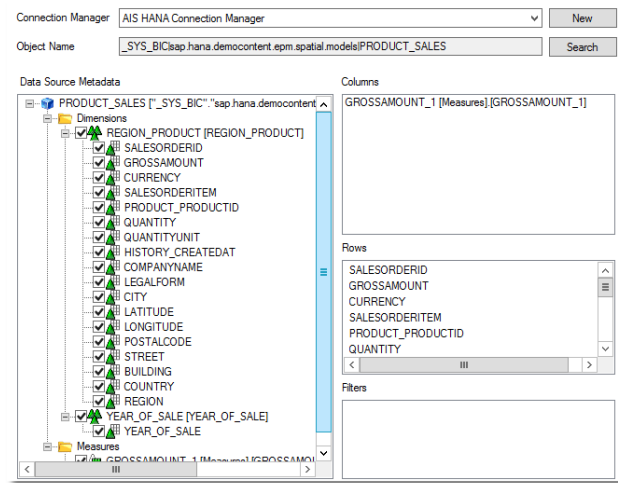 Connection Manager AIS HANA Connection Manager New
Object Name _SYS_BIC|sap.hana.democontent.epm.spatial.models|PRODUCT_SALES Search
Data Source Metadata
PRODUCT_SALES ["_SYS_BIC"."sap.hana.democontent
Dimensions
REGION_PRODUCT [REGION_PRODUCT]
SALESORDERID
GROSSAMOUNT
CURRENCY
SALESORDERITEM
PRODUCT_PRODUCTID
QUANTITY
QUANTITYUNIT
HISTORY_CREATEDAT
COMPANYNAME
LEGALFORM
CITY
LATITUDE
LONGITUDE
POSTALCODE
STREET
BUILDING
COUNTRY
REGION
YEAR_OF_SALE [YEAR_OF_SALE]
YEAR_OF_SALE
Measures
GROSSAMOUNT_1 [Measures].[GROSSAMOU
Columns
GROSSAMOUNT_1 [Measures].[GROSSAMOUNT_1]
Rows
SALESORDERID
GROSSAMOUNT
CURRENCY
SALESORDERITEM
PRODUCT_PRODUCTID
QUANTITY
Filters